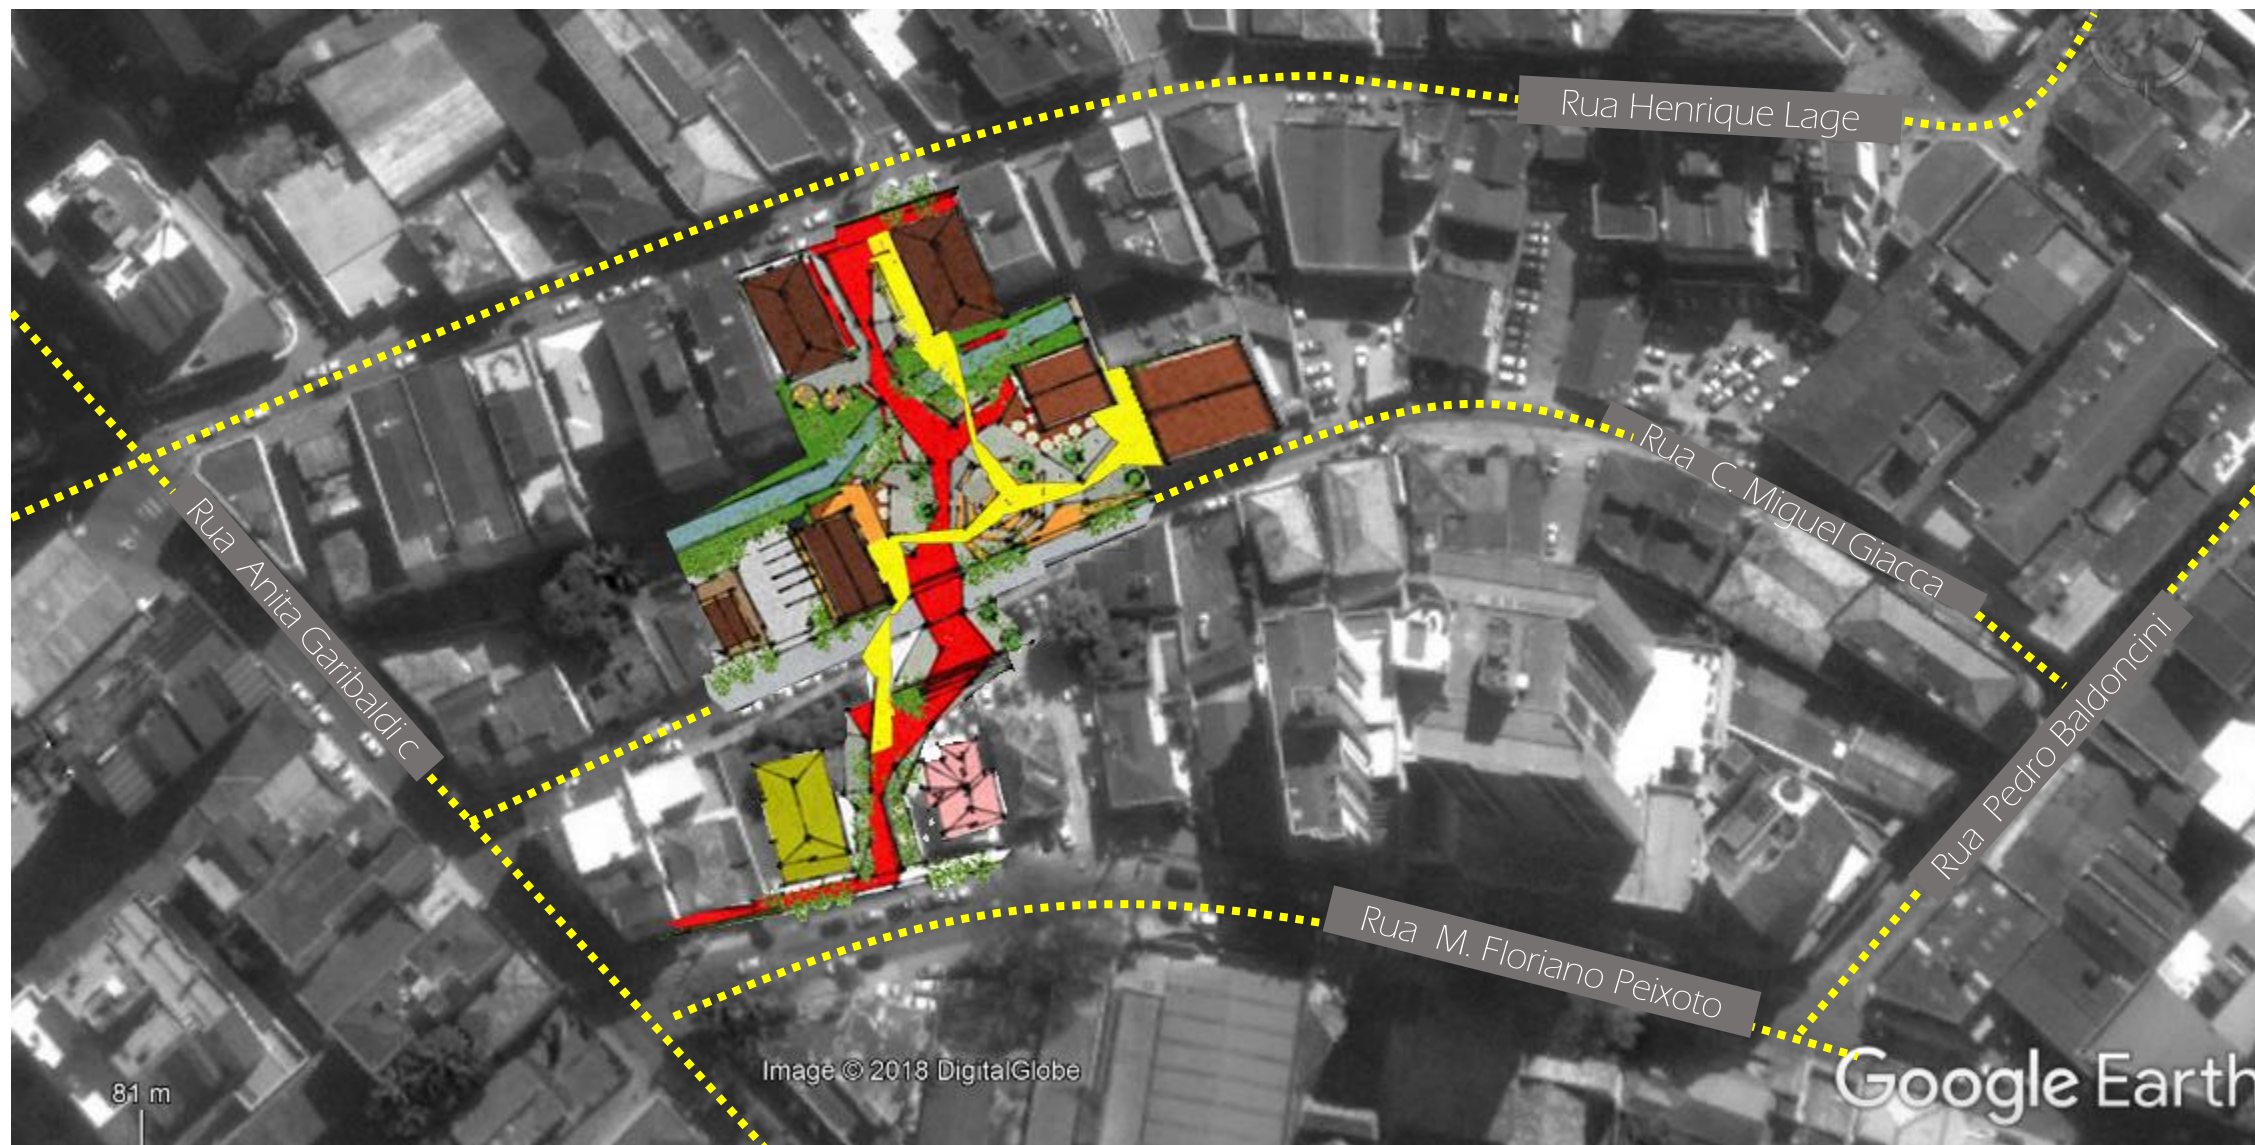 Rua Henrique Lage
Rua C. Miguel Giacca
Rua Anita Garibaldi c
Rua Pedro Baldoncini
Rua M. Floriano Peixoto
Image © 2018 DigitalGlobe
81 m
Google Earth